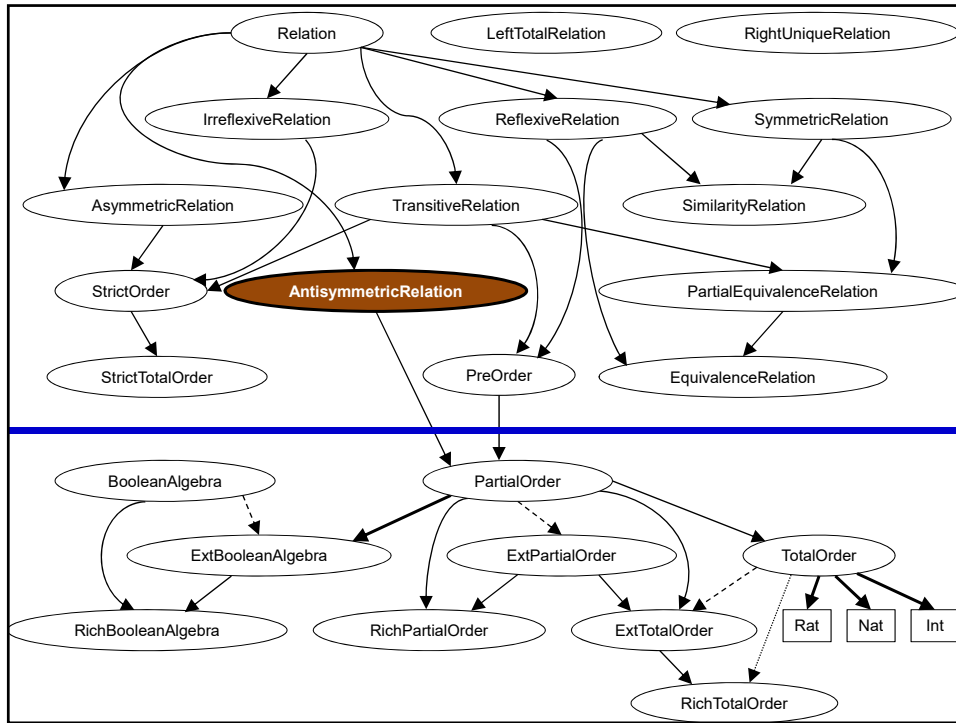 Relation
LeftTotalRelation
RightUniqueRelation
IrreflexiveRelation
ReflexiveRelation
SymmetricRelation
AsymmetricRelation
TransitiveRelation
SimilarityRelation
StrictOrder
AntisymmetricRelation
PartialEquivalenceRelation
StrictTotalOrder
PreOrder
EquivalenceRelation
BooleanAlgebra
PartialOrder
ExtBooleanAlgebra
ExtPartialOrder
TotalOrder
RichBooleanAlgebra
RichPartialOrder
ExtTotalOrder
Rat
Nat
Int
RichTotalOrder